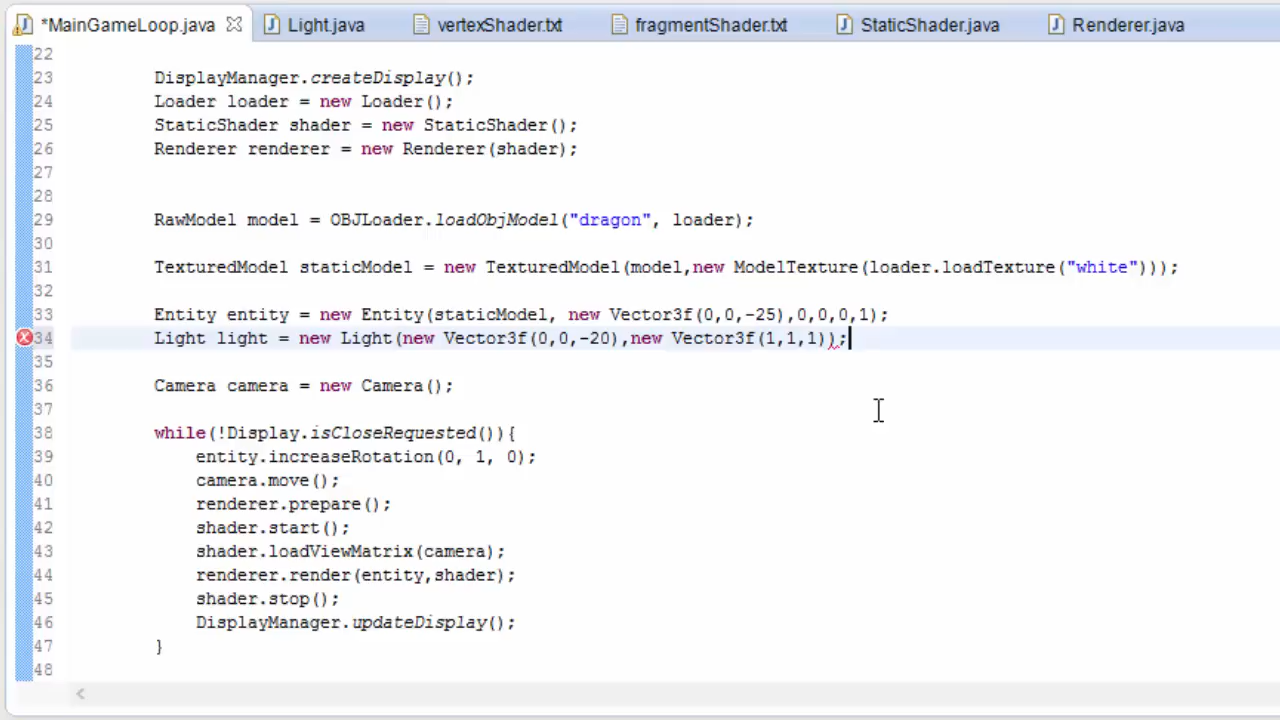 *MainGameLoop.java Light.java vertexShader.txt fragmentShader.txt StaticShader.java Renderer.java
22
23 DisplayManager.createDisplay();
24 Loader loader = new Loader();
25 StaticShader shader = new StaticShader();
26 Renderer renderer = new Renderer(shader);
27
28
29 RawModel model = OBJLoader.loadObjModel("dragon", loader);
30
31 TexturedModel staticModel = new TexturedModel(model,new ModelTexture(loader.loadTexture("white")));
32
33 Entity entity = new Entity(staticModel, new Vector3f(0,0,-25),0,0,0,1);
34 Light light = new Light(new Vector3f(0,0,-20),new Vector3f(1,1,1));
35
36 Camera camera = new Camera();
37
38 while(!Display.isCloseRequested()){
39 entity.increaseRotation(0, 1, 0);
40 camera.move();
41 renderer.prepare();
42 shader.start();
43 shader.loadViewMatrix(camera);
44 renderer.render(entity,shader);
45 shader.stop();
46 DisplayManager.updateDisplay();
47 }
48